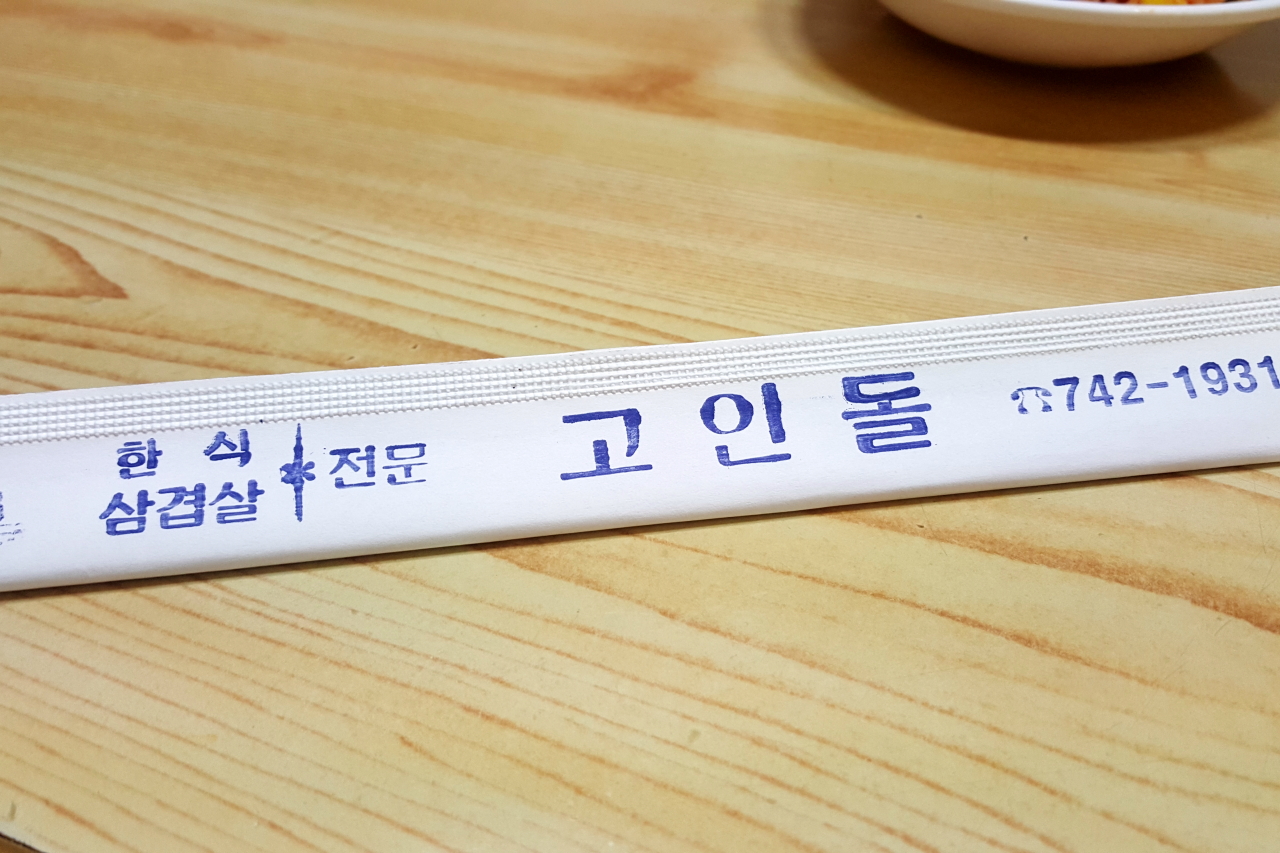 한식
삼겹살
전문
고인돌
☎742-1931